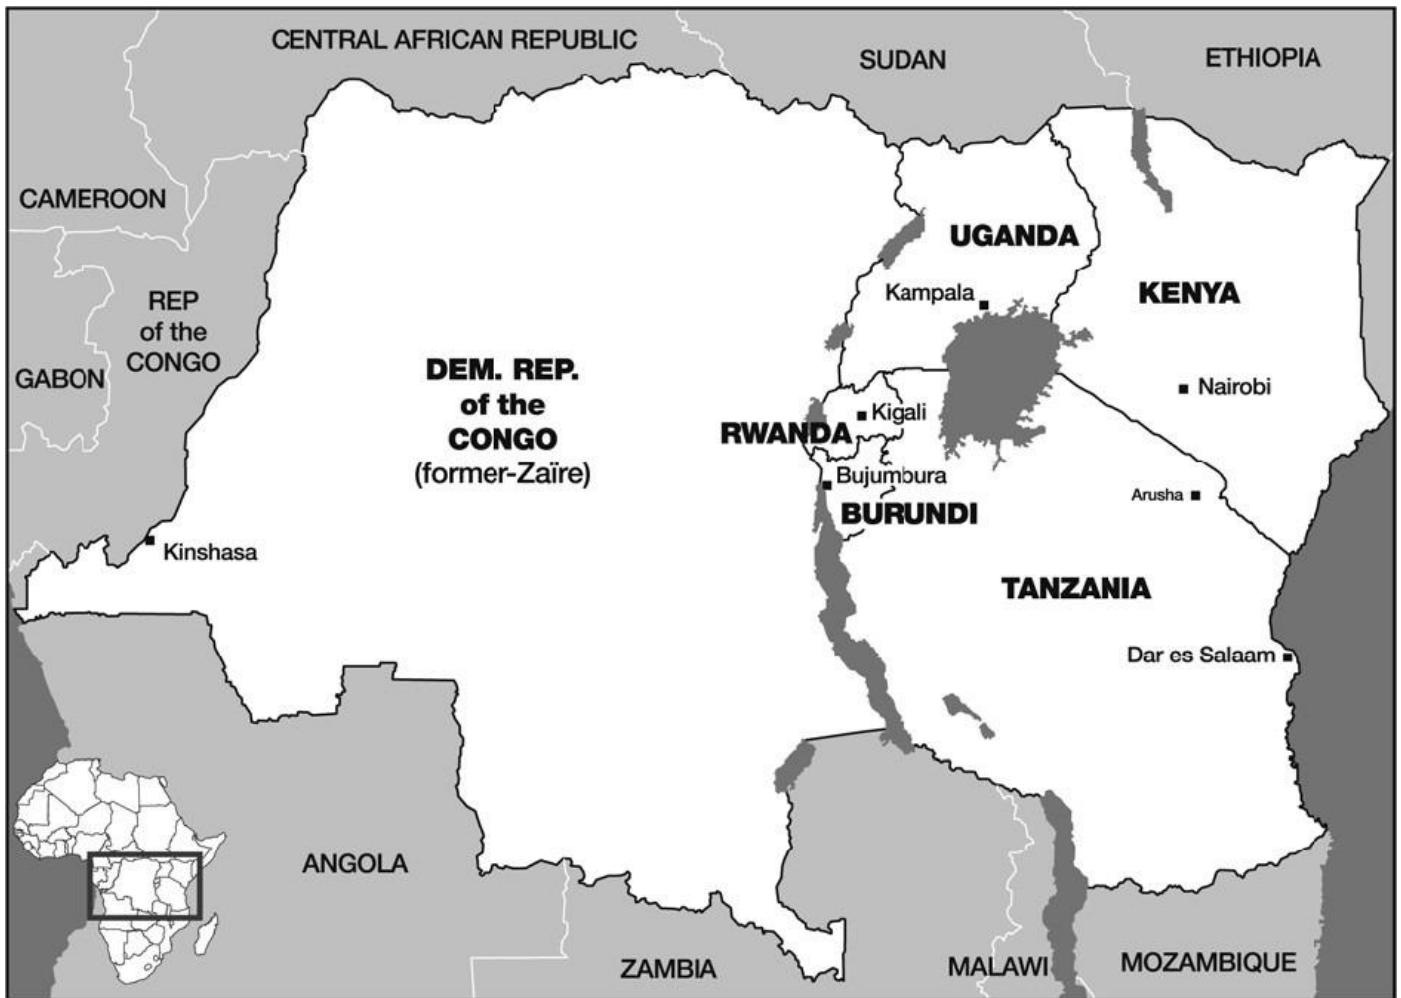 CENTRAL AFRICAN REPUBLIC
SUDAN
ETHIOPIA
CAMEROON
UGANDA
Kampala
KENYA
REP
of the
CONGO
GABON
DEM. REP.
of the
CONGO
(former-Zaïre)
Nairobi
Kigali
RWANDA
Bujumbura
BURUNDI
Arusha
Kinshasa
TANZANIA
Dar es Salaam
ANGOLA
ZAMBIA
MALAWI
MOZAMBIQUE